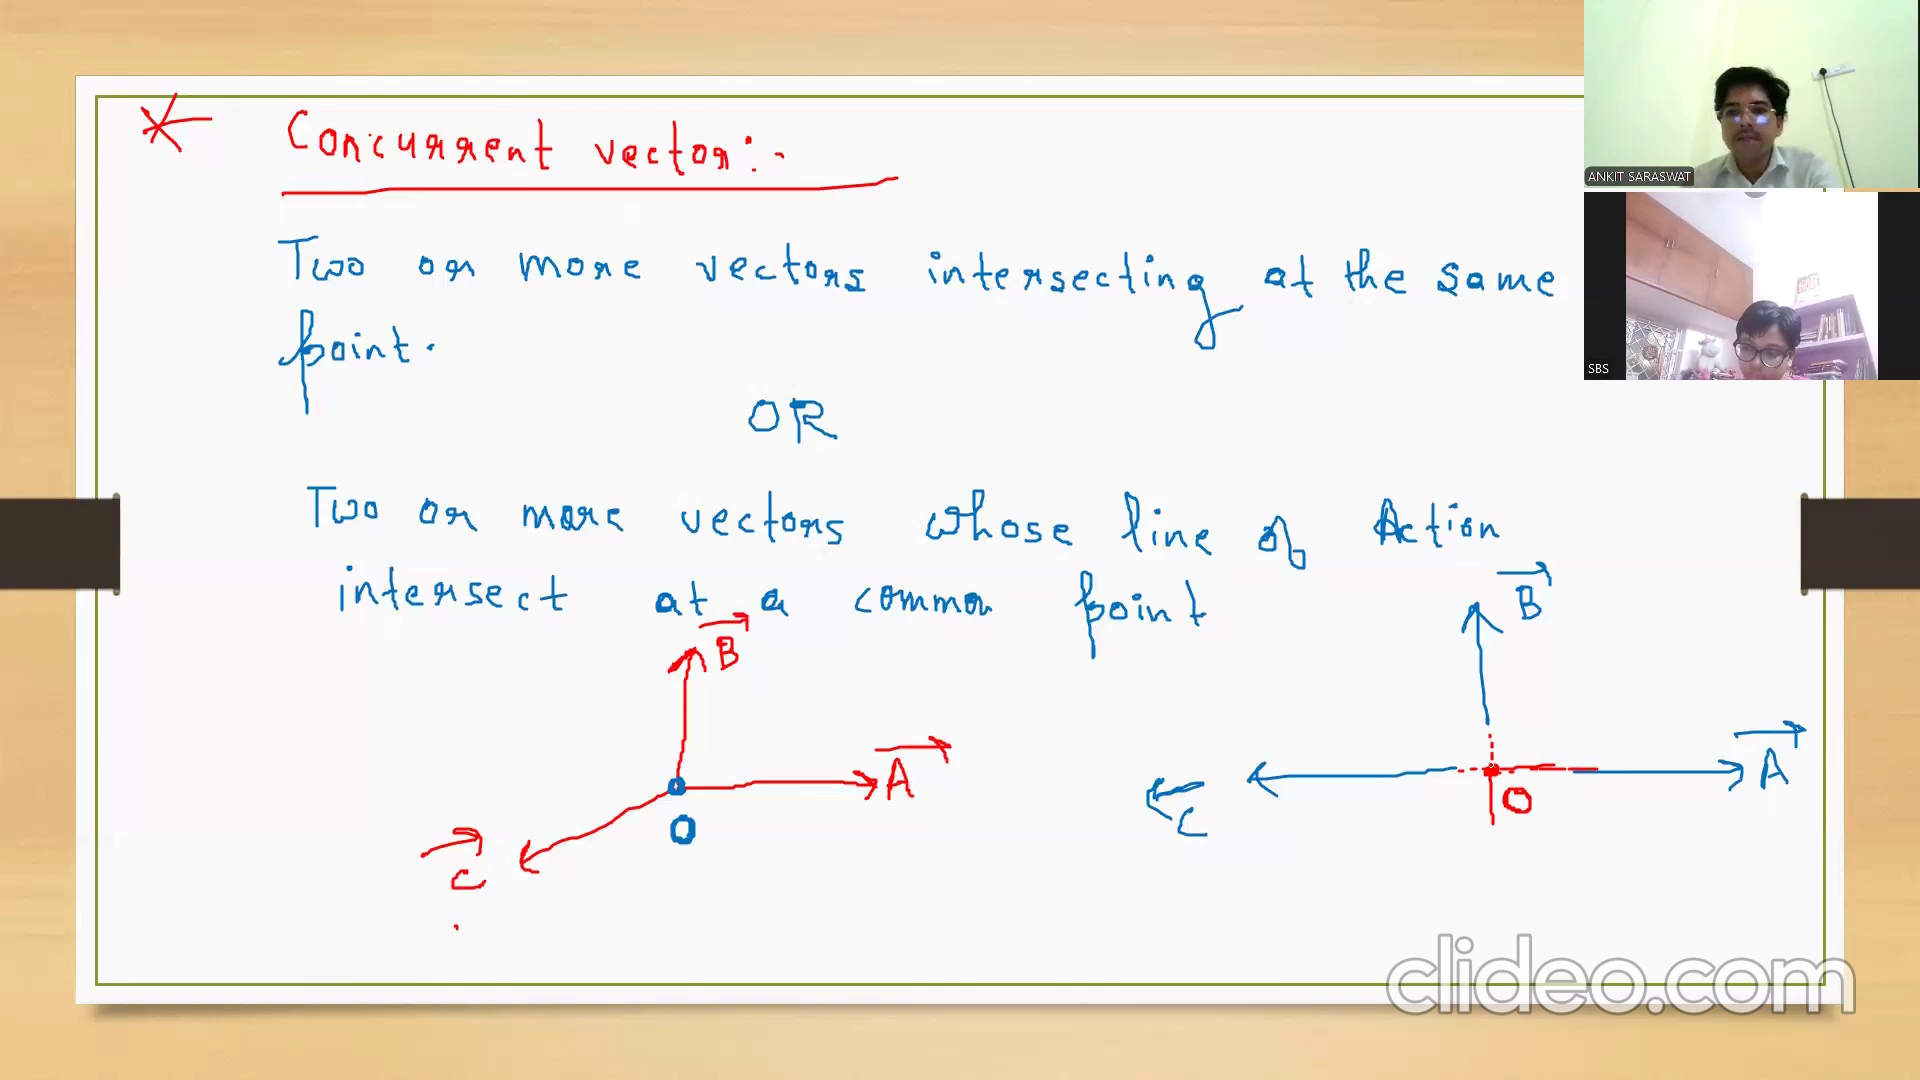 Concurrent vector:-
Two or more vectors intersecting at the same
point.
OR
Two or more vectors whose line of Action
intersect at a common point
B
A
O
C
B
A
O
C
ANKIT SARASWAT
SBS
clideo.com